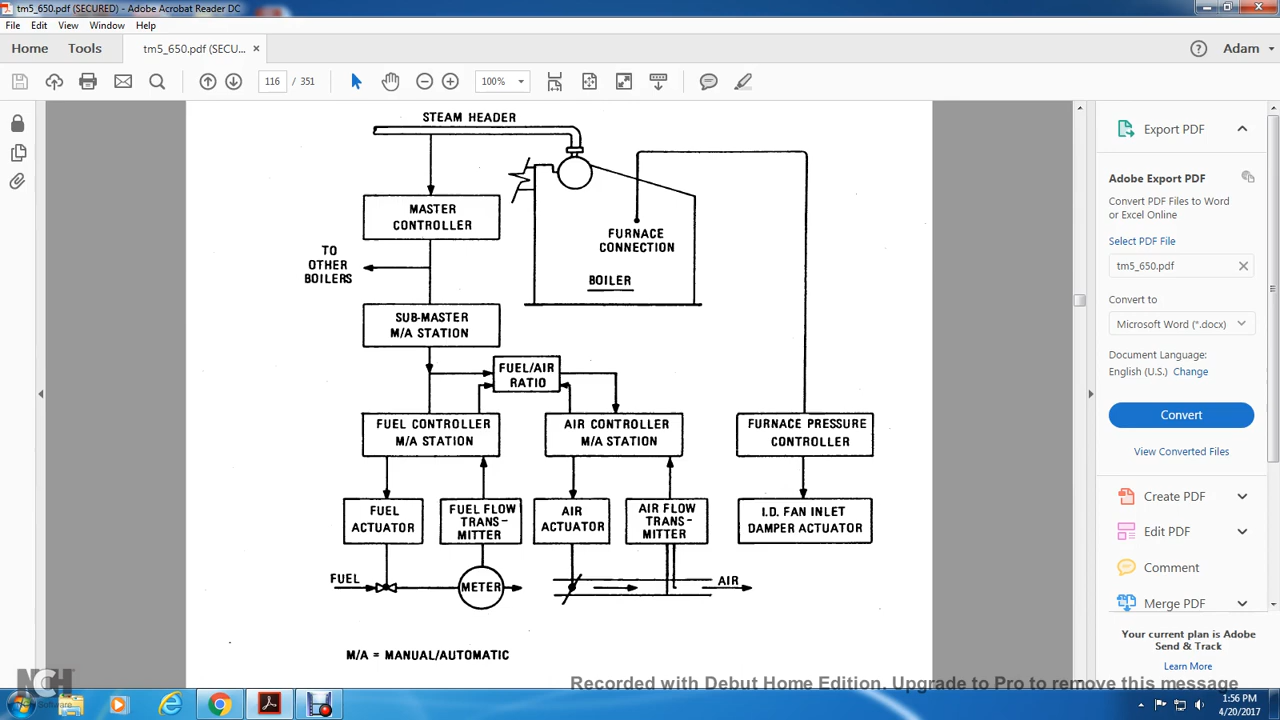 tm5_650.pdf (SECURED) - Adobe Acrobat Reader DC
File Edit View Window Help
Home Tools tm5_650.pdf (SECU... × Adam
116 / 351 100%
STEAM HEADER
MASTER
CONTROLLER
TO
OTHER
BOILERS
FURNACE
CONNECTION
BOILER
SUB-MASTER
M/A STATION
FUEL/AIR
RATIO
FUEL CONTROLLER
M/A STATION
AIR CONTROLLER
M/A STATION
FURNACE PRESSURE
CONTROLLER
FUEL
ACTUATOR
FUEL FLOW
TRANS-
MITTER
AIR
ACTUATOR
AIR FLOW
TRANS-
MITTER
I.D. FAN INLET
DAMPER ACTUATOR
FUEL
METER
AIR
M/A = MANUAL/AUTOMATIC
Export PDF
Adobe Export PDF
Convert PDF Files to Word
or Excel Online
Select PDF File
tm5_650.pdf
Convert to
Microsoft Word (*.docx)
Document Language:
English (U.S.) Change
Convert
View Converted Files
Create PDF
Edit PDF
Comment
Merge PDF
Your current plan is Adobe
Send & Track
Learn More
NCH
Software
Recorded with Debut Home Edition. Upgrade to Pro to remove this message
1:56 PM
4/20/2017